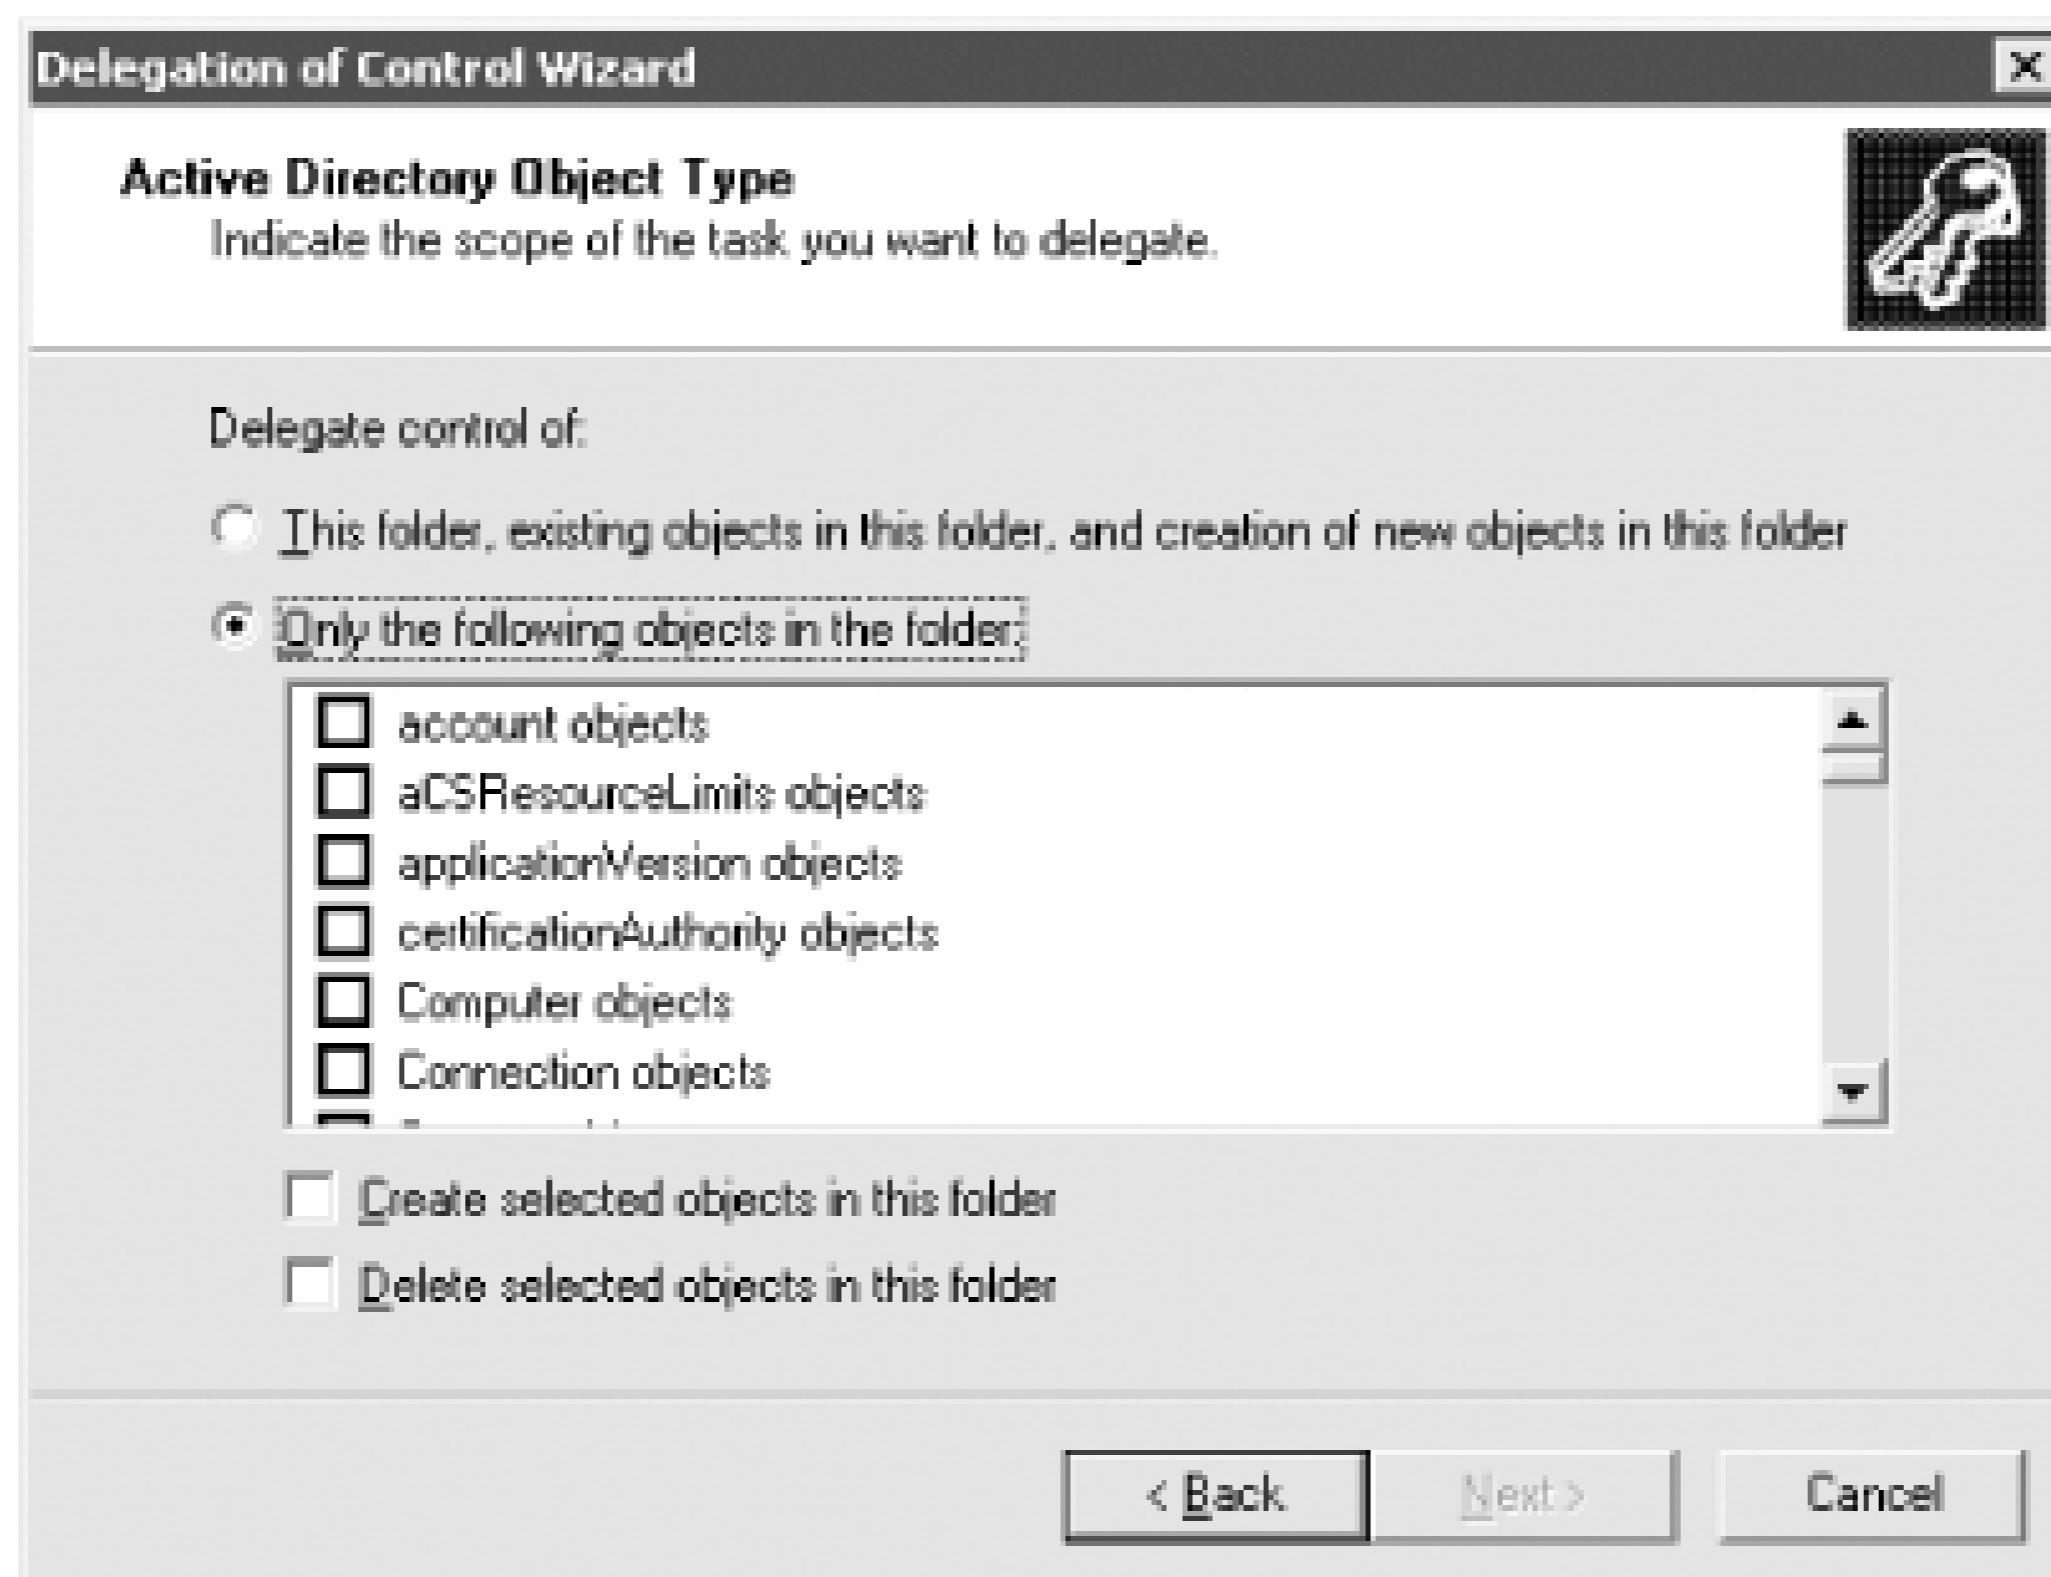 Delegation of Control Wizard
Active Directory Object Type
Indicate the scope of the task you want to delegate.
Delegate control of:
This folder, existing objects in this folder, and creation of new objects in this folder
Only the following objects in the folder:
account objects
aCSResourceLimits objects
applicationVersion objects
certificationAuthority objects
Computer objects
Connection objects
Create selected objects in this folder
Delete selected objects in this folder
< Back
Next >
Cancel